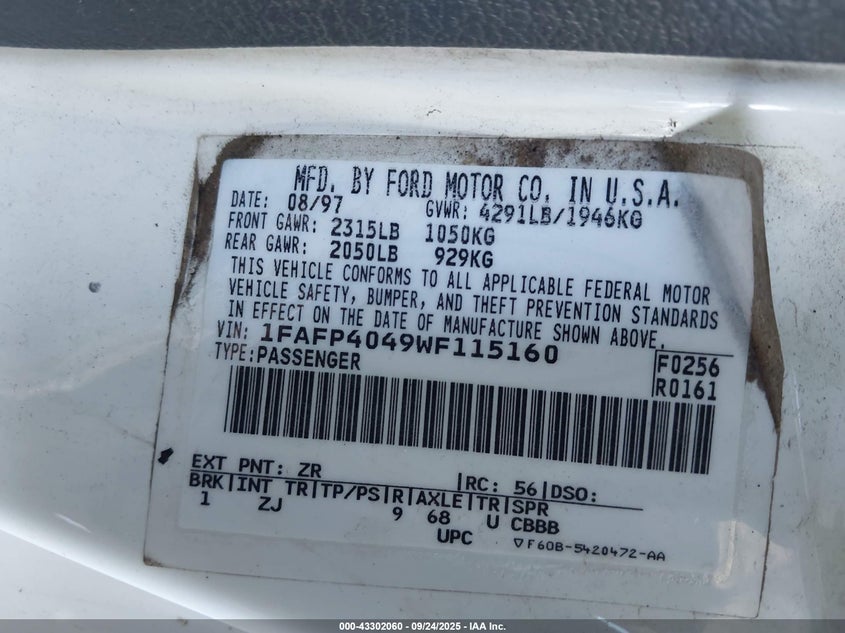 MFD. BY FORD MOTOR CO. IN U.S.A.
DATE: 08/97 GVWR: 4291LB/1946KG
FRONT GAWR: 2315LB 1050KG
REAR GAWR: 2050LB 929KG
THIS VEHICLE CONFORMS TO ALL APPLICABLE FEDERAL MOTOR
VEHICLE SAFETY, BUMPER, AND THEFT PREVENTION STANDARDS
IN EFFECT ON THE DATE OF MANUFACTURE SHOWN ABOVE.
VIN: 1FAFP4049WF115160
TYPE: PASSENGER
F0256
R0161
EXT PNT: ZR RC: 56 DSO:
BRK INT TR TP/PS R AXLE TR SPR
1 ZJ 9 68 U CBBB
UPC ▽F60B-5420472-AA
000-43302060 - 09/24/2025 - IAA Inc.